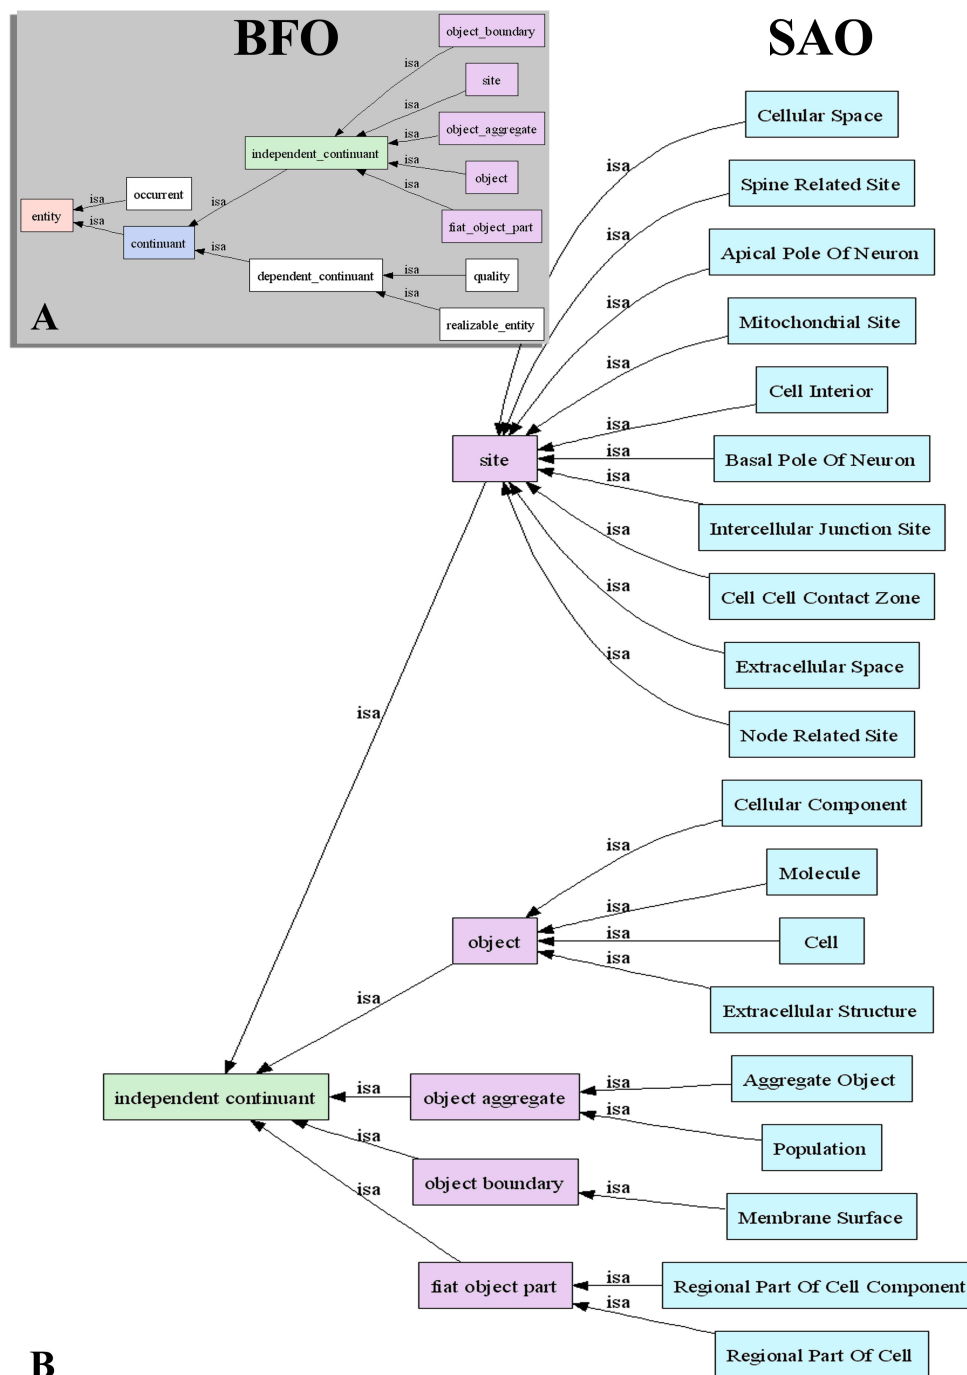 BFO
SAO
object_boundary
isa
site
isa
object_aggregate
isa
independent_continuant
isa
object
isa
fiat_object_part
occurrent
isa
entity
isa
continuant
isa
dependent_continuant
isa
quality
isa
realizable_entity
A
Cellular Space
isa
Spine Related Site
isa
Apical Pole Of Neuron
isa
Mitochondrial Site
isa
Cell Interior
isa
site
isa
Basal Pole Of Neuron
isa
Intercellular Junction Site
isa
Cell Cell Contact Zone
isa
Extracellular Space
isa
Node Related Site
isa
Cellular Component
isa
Molecule
isa
object
isa
Cell
isa
Extracellular Structure
isa
independent continuant
isa
object aggregate
isa
Aggregate Object
isa
Population
isa
object boundary
isa
Membrane Surface
isa
fiat object part
isa
Regional Part Of Cell Component
isa
Regional Part Of Cell
B